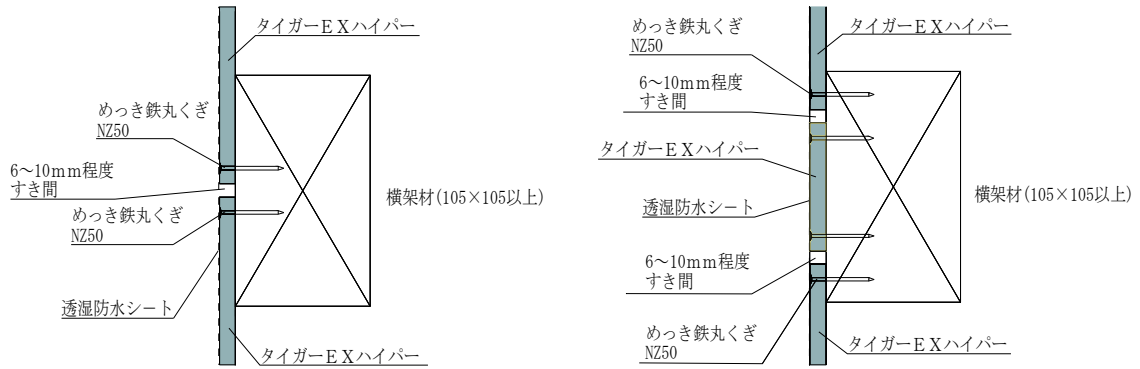 タイガーＥＸハイパー
めっき鉄丸くぎ
NZ50
6～10mm程度
すき間
めっき鉄丸くぎ
NZ50
横架材(105×105以上)
透湿防水シート
タイガーＥＸハイパー
めっき鉄丸くぎ
NZ50
タイガーＥＸハイパー
6～10mm程度
すき間
タイガーＥＸハイパー
透湿防水シート
横架材(105×105以上)
6～10mm程度
すき間
めっき鉄丸くぎ
NZ50
タイガーＥＸハイパー